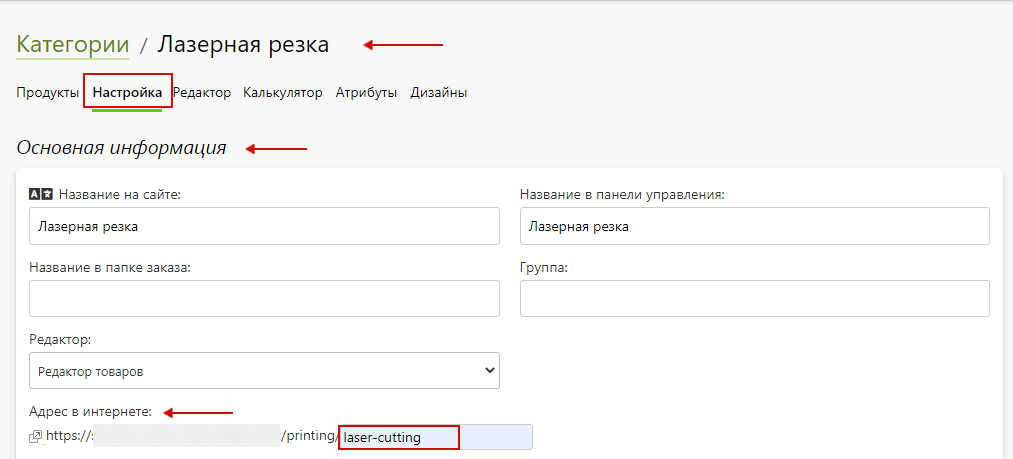 Категории / Лазерная резка
Продукты Настройка Редактор Калькулятор Атрибуты Дизайны
Основная информация
Название на сайте: Название в панели управления:
Лазерная резка Лазерная резка
Название в папке заказа: Группа:
Редактор:
Редактор товаров
Адрес в интернете:
https:// /printing/ laser-cutting